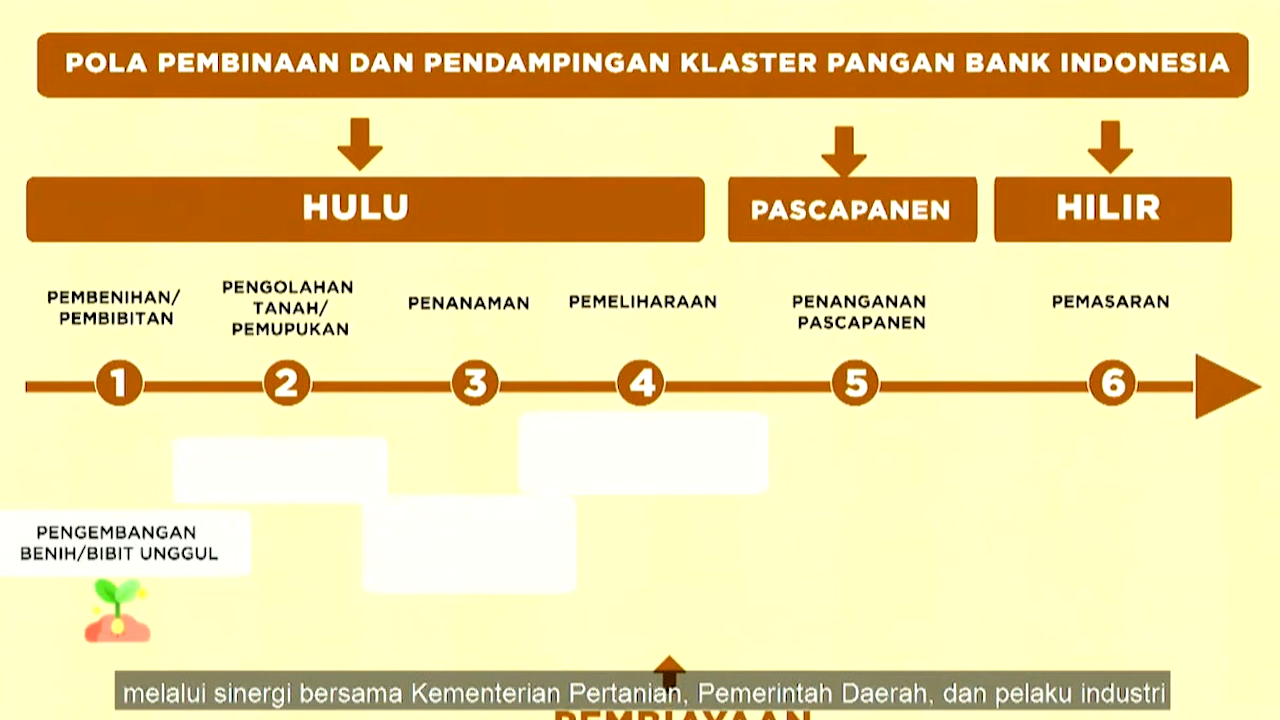 POLA PEMBINAAN DAN PENDAMPINGAN KLASTER PANGAN BANK INDONESIA
HULU
PASCAPANEN
HILIR
PEMBENIHAN/
PEMBIBITAN
PENGOLAHAN
TANAH/
PEMUPUKAN
PENANAMAN
PEMELIHARAAN
PENANGANAN
PASCAPANEN
PEMASARAN
1
2
3
4
5
6
PENGEMBANGAN
BENIH/BIBIT UNGGUL
melalui sinergi bersama Kementerian Pertanian, Pemerintah Daerah, dan pelaku industri
PEMBIAYAAN